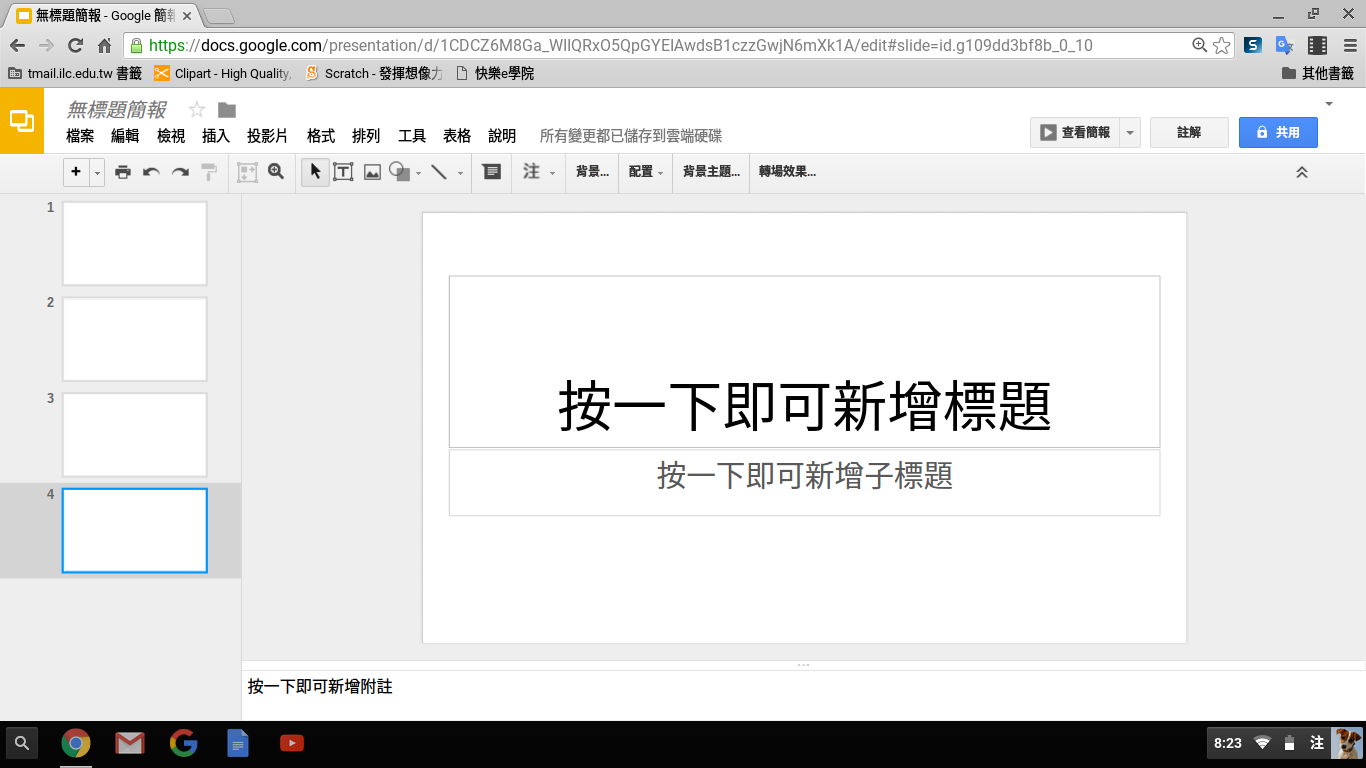 無標題簡報 - Google 簡報
https://docs.google.com/presentation/d/1CDCZ6M8Ga_WIIQRxO5QpGYEIAwdsB1czzGwjN6mXk1A/edit#slide=id.g109dd3bf8b_0_10
tmail.ilc.edu.tw 書籤 Clipart - High Quality, Scratch - 發揮想像力 快樂e學院 其他書籤
無標題簡報
檔案 編輯 檢視 插入 投影片 格式 排列 工具 表格 說明 所有變更都已儲存到雲端硬碟
查看簡報 註解 共用
注 背景... 配置 背景主題... 轉場效果...
1
2
3
4
按一下即可新增標題
按一下即可新增子標題
按一下即可新增附註
8:23 注